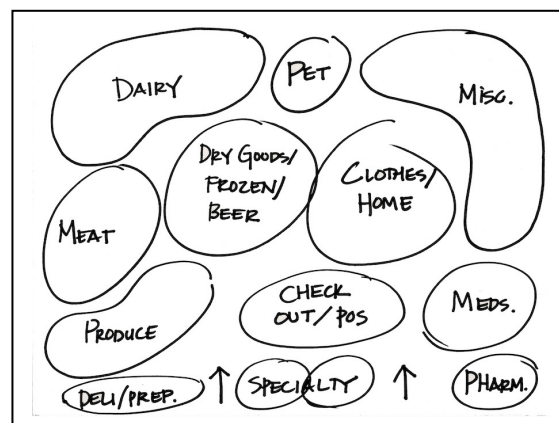 DAIRY
PET
MISC.
DRY GOODS/
FROZEN/
BEER
CLOTHES/
HOME
MEAT
PRODUCE
CHECK
OUT/POS
MEDS.
DELI/PREP.
SPECIALTY
PHARM.